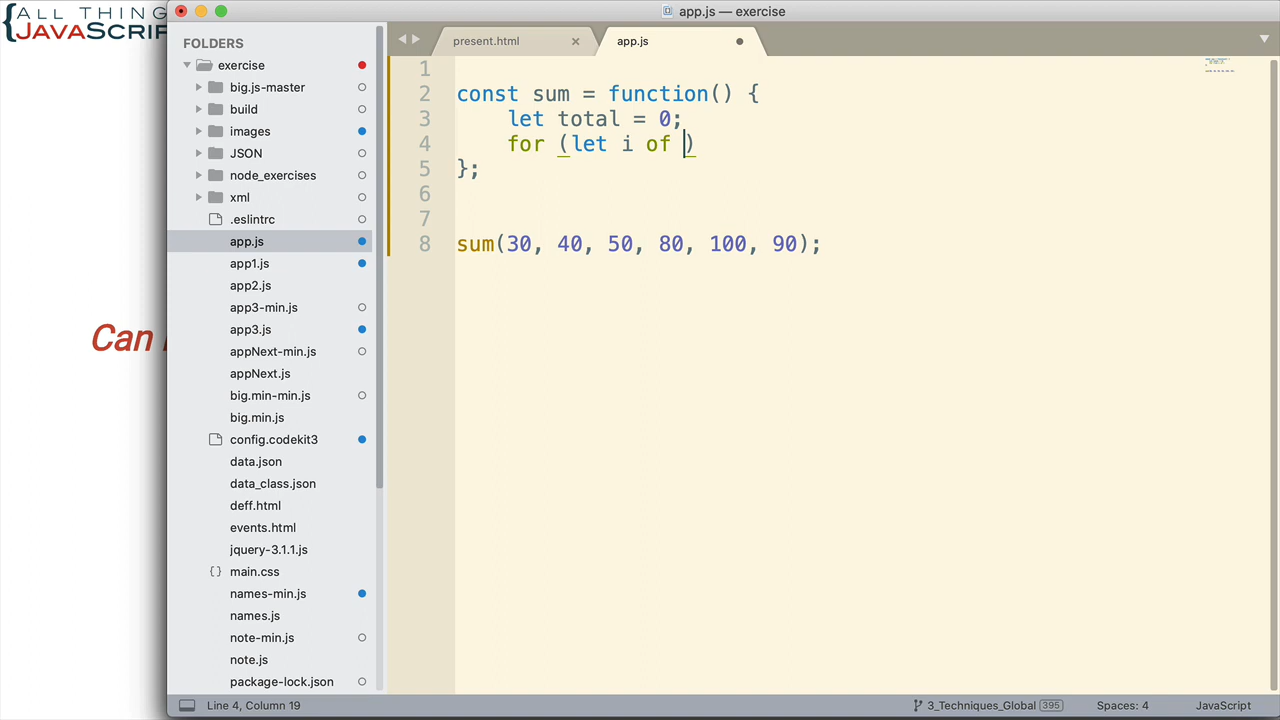 ALL THING
{JAVASCRIP
Can
app.js — exercise
FOLDERS
exercise
big.js-master
build
images
JSON
node_exercises
xml
.eslintrc
app.js
app1.js
app2.js
app3-min.js
app3.js
appNext-min.js
appNext.js
big.min-min.js
big.min.js
config.codekit3
data.json
data_class.json
deff.html
events.html
jquery-3.1.1.js
{} main.css
names-min.js
names.js
note-min.js
note.js
package-lock.json
present.html ×
app.js
1
2 const sum = function() {
3 let total = 0;
4 for (let i of )
5 };
6
7
8 sum(30, 40, 50, 80, 100, 90);
Line 4, Column 19
3_Techniques_Global 395
Spaces: 4
JavaScript